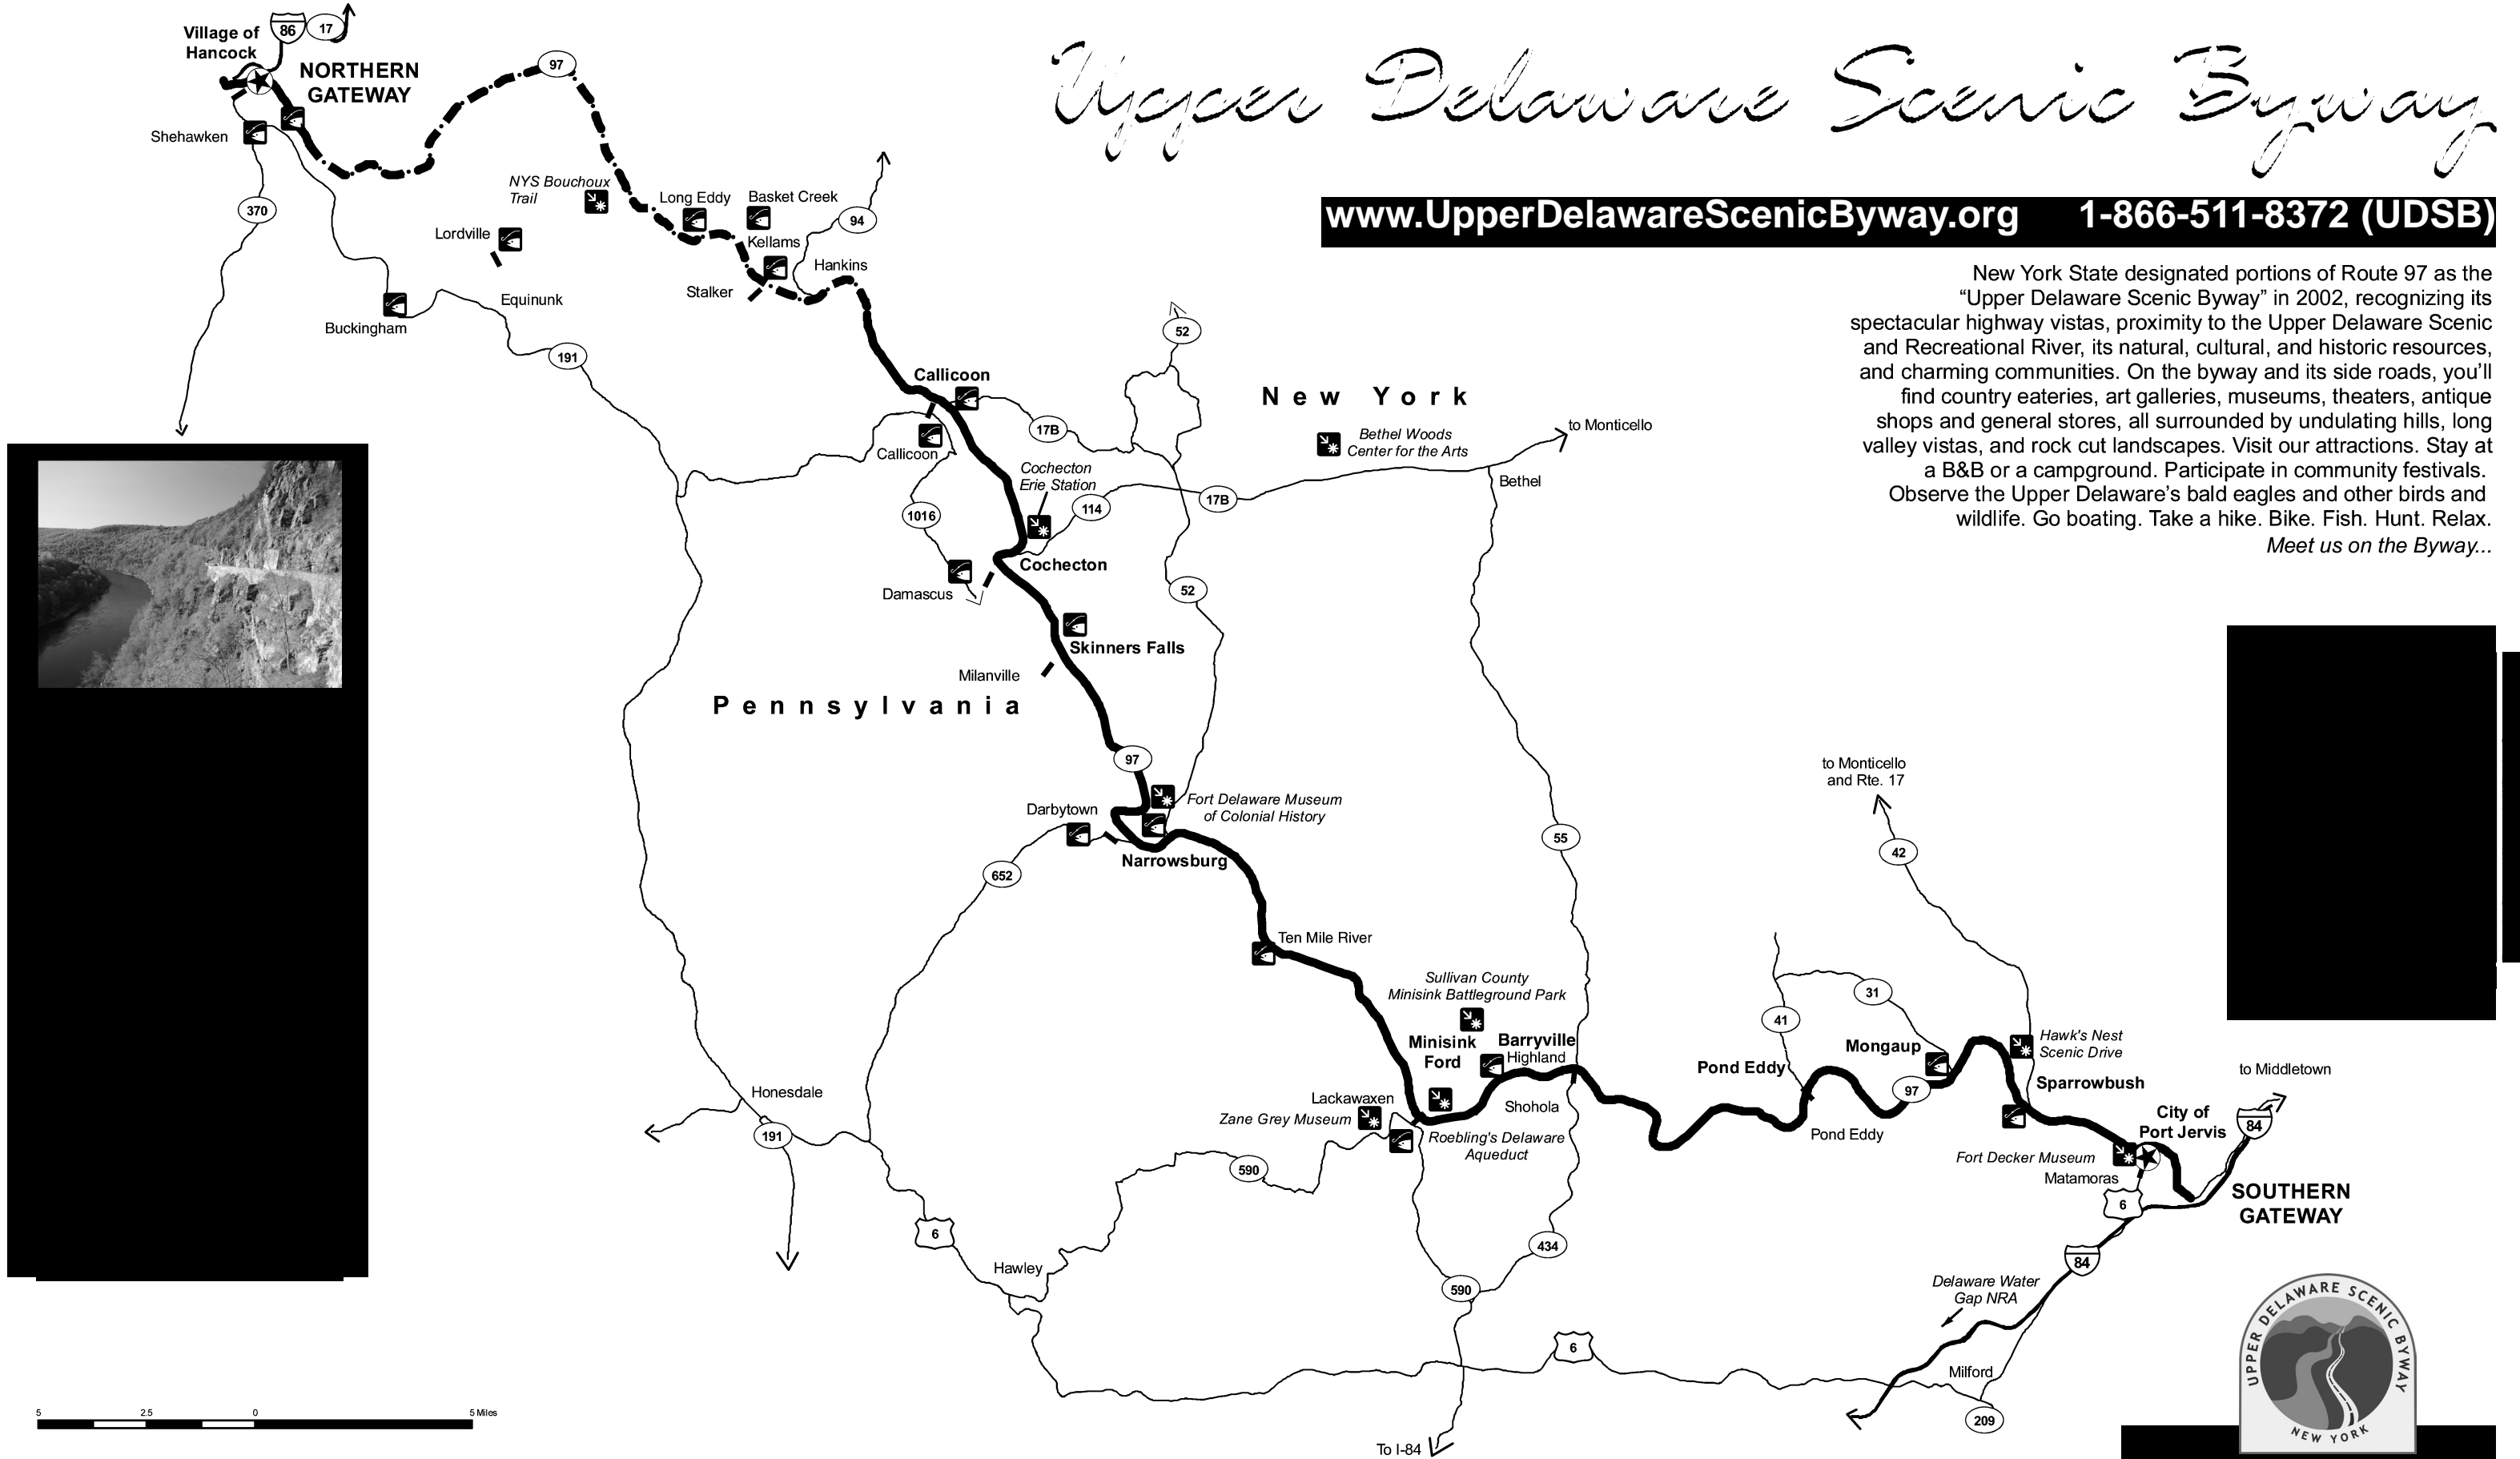 Upper Delaware Scenic Byway
www.UpperDelawareScenicByway.org 1-866-511-8372 (UDSB)
New York State designated portions of Route 97 as the
“Upper Delaware Scenic Byway” in 2002, recognizing its
spectacular highway vistas, proximity to the Upper Delaware Scenic
and Recreational River, its natural, cultural, and historic resources,
and charming communities. On the byway and its side roads, you’ll
find country eateries, art galleries, museums, theaters, antique
shops and general stores, all surrounded by undulating hills, long
valley vistas, and rock cut landscapes. Visit our attractions. Stay at
a B&B or a campground. Participate in community festivals.
Observe the Upper Delaware’s bald eagles and other birds and
wildlife. Go boating. Take a hike. Bike. Fish. Hunt. Relax.
Meet us on the Byway...
Village of
Hancock
86
17
NORTHERN
GATEWAY
97
Shehawken
370
NYS Bouchoux
Trail
Long Eddy
Basket Creek
94
Lordville
Kellams
Hankins
Stalker
Equinunk
Buckingham
191
52
Callicoon
17B
Callicoon
New York
Bethel Woods
Center for the Arts
to Monticello
Bethel
Cochecton
Erie Station
114
17B
1016
Cochecton
Damascus
52
Skinners Falls
Milanville
Pennsylvania
97
Darbytown
Fort Delaware Museum
of Colonial History
Narrowsburg
652
55
to Monticello
and Rte. 17
42
Ten Mile River
Sullivan County
Minisink Battleground Park
Minisink
Ford
Barryville
Highland
31
41
Mongaup
Pond Eddy
97
Hawk's Nest
Scenic Drive
Sparrowbush
to Middletown
84
Honesdale
191
Lackawaxen
Zane Grey Museum
Shohola
Roebling's Delaware
Aqueduct
Pond Eddy
City of
Port Jervis
Fort Decker Museum
Matamoras
6
SOUTHERN
GATEWAY
590
6
434
84
Hawley
590
Delaware Water
Gap NRA
6
Milford
209
To I-84
5 2.5 0 5 Miles
UPPER DELAWARE SCENIC BYWAY
NEW YORK